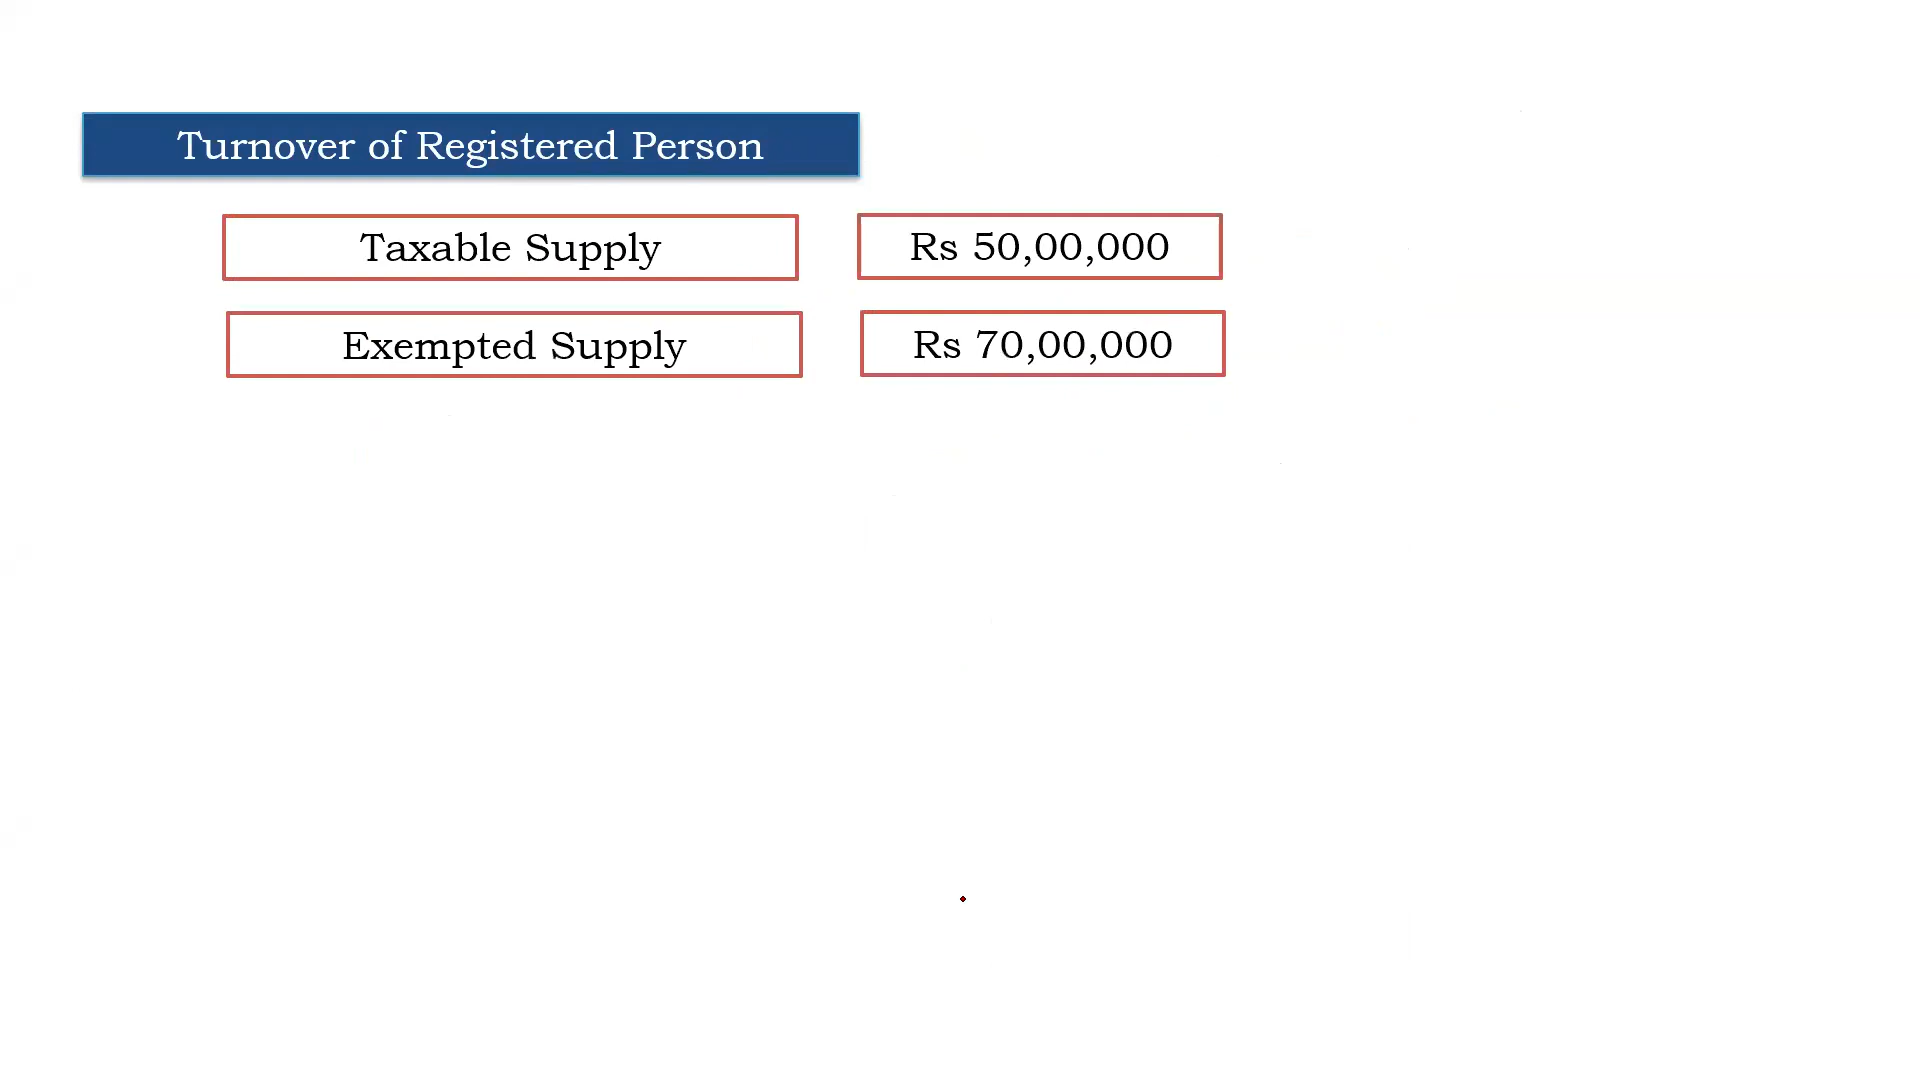 Turnover of Registered Person
Taxable Supply Rs 50,00,000
Exempted Supply Rs 70,00,000